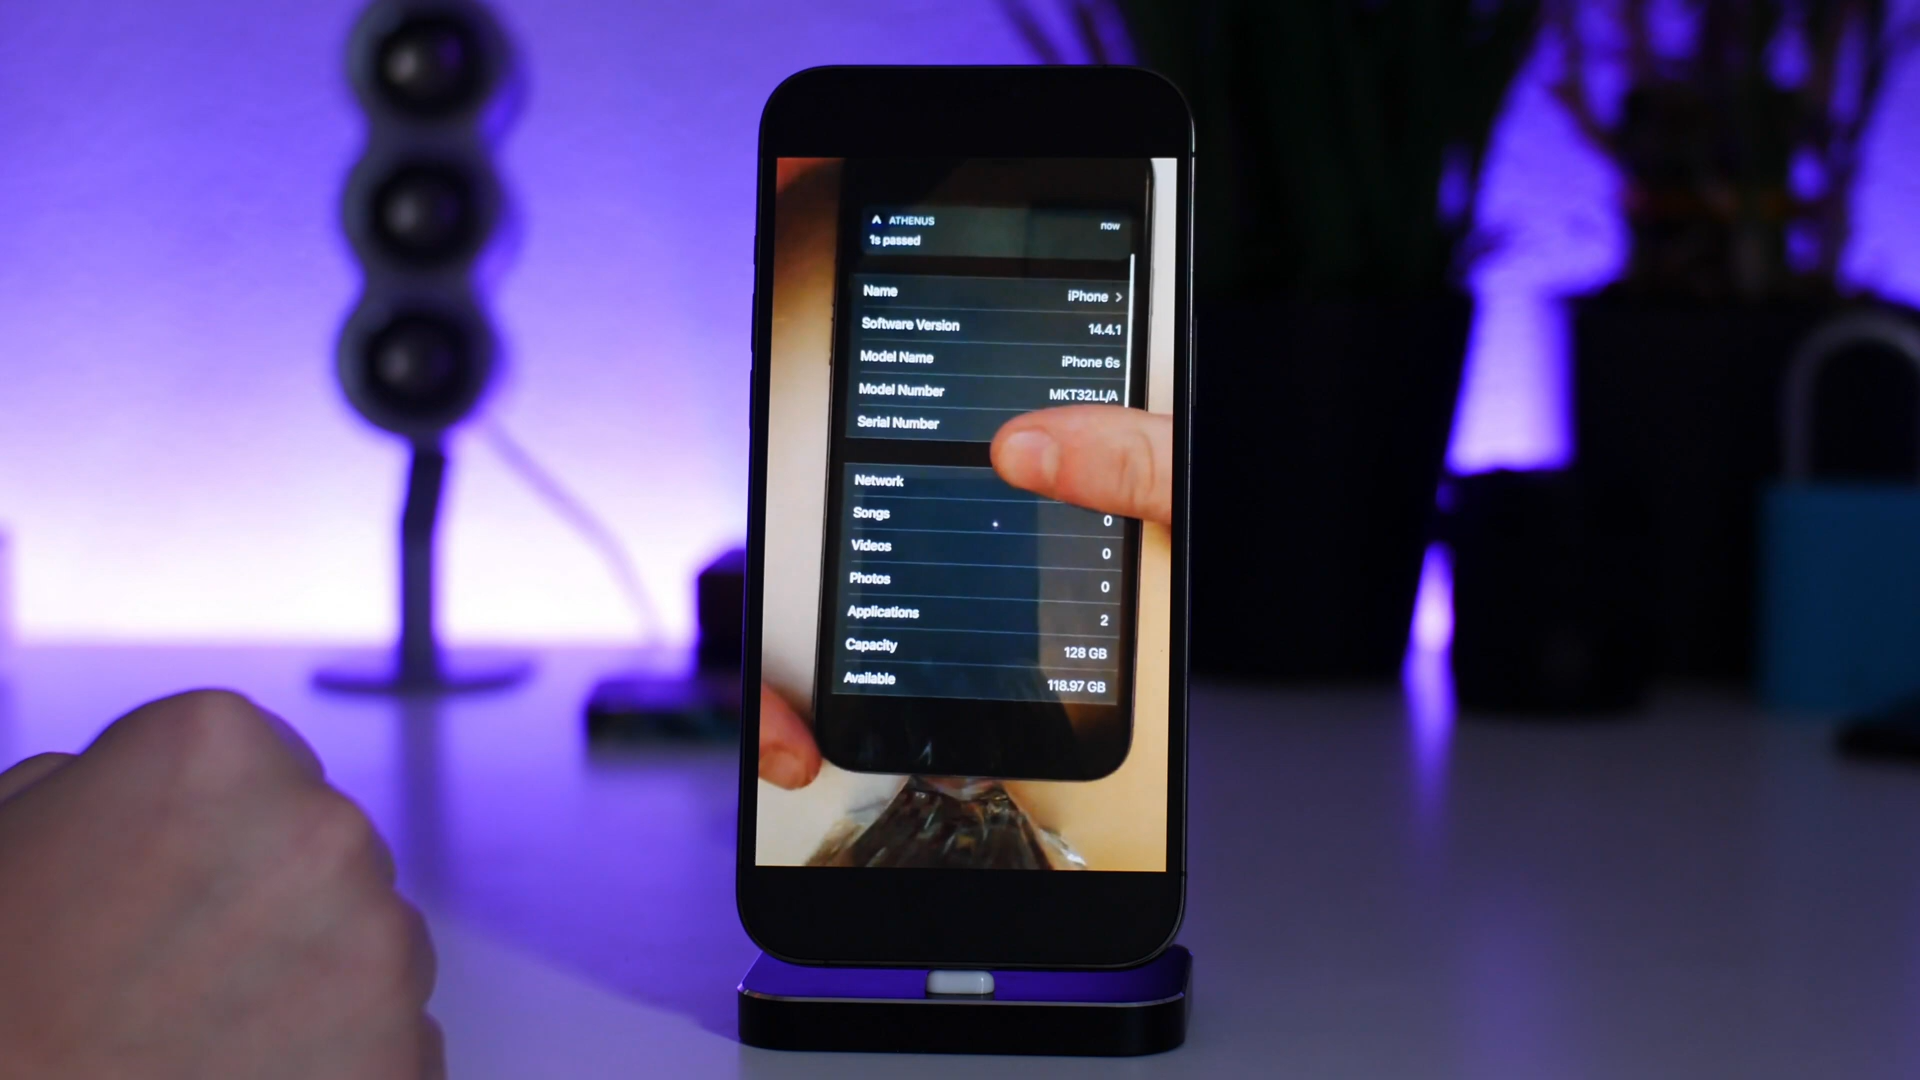 ATHENUS now
1s passed
Name iPhone >
Software Version 14.4.1
Model Name iPhone 6s
Model Number MKT32LL/A
Serial Number
Network
Songs 0
Videos 0
Photos 0
Applications 2
Capacity 128 GB
Available 118.97 GB